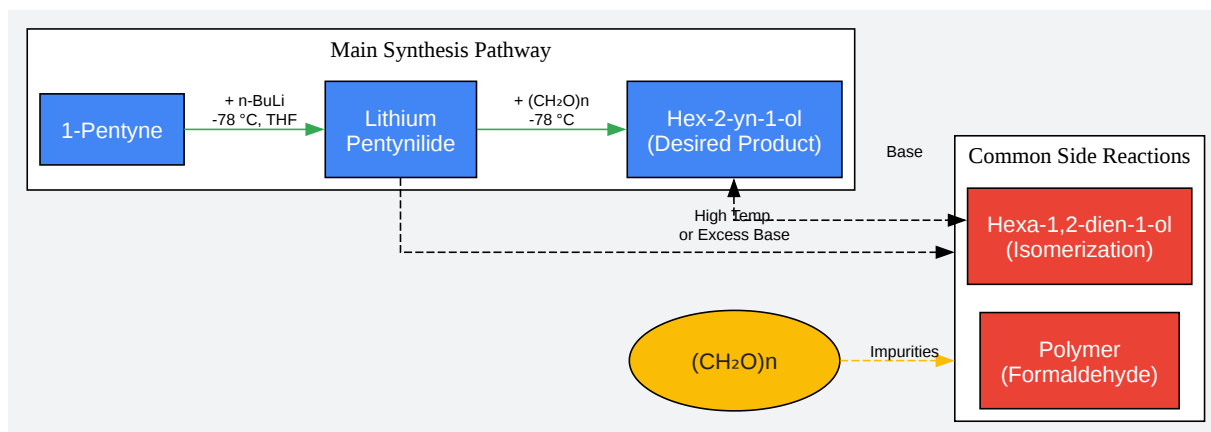 Main Synthesis Pathway
1-Pentyne
+ n-BuLi
-78 °C, THF
Lithium
Pentynilide
+ (CH₂O)n
-78 °C
Hex-2-yn-1-ol
(Desired Product)
Base
Common Side Reactions
High Temp
or Excess Base
Hexa-1,2-dien-1-ol
(Isomerization)
(CH₂O)n
Impurities
Polymer
(Formaldehyde)